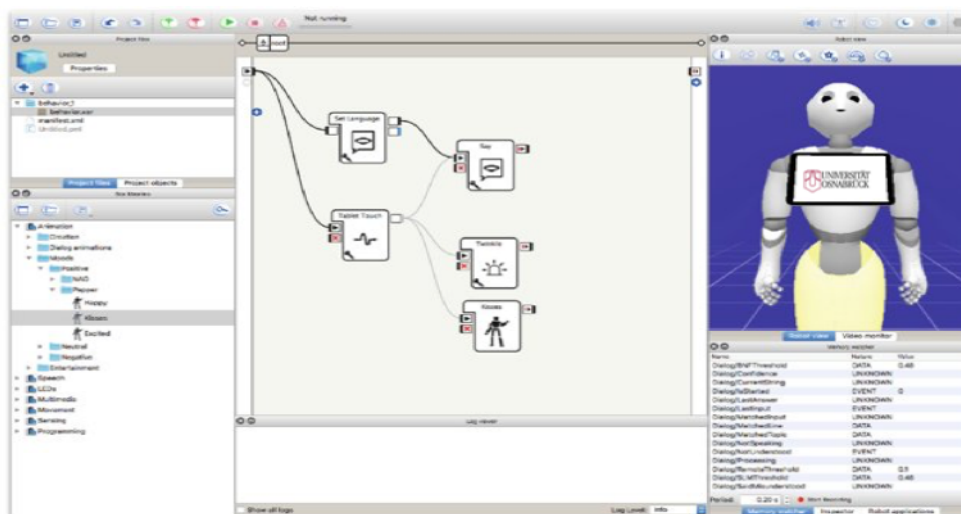 Not running
Project files
Untitled
Properties
behavior_1
behavior.xar
manifest.xml
Untitled.pml
Project files
Project objects
Animation
Dialog animations
Moods
Positive
NAO
Pepper
Happy
Kisses
Excited
Neutral
Negative
Entertainment
Speech
LEDs
Multimedia
Movement
Sensing
Programming
root
Set Language
Say
Tablet Touch
Twinkle
Kisses
Log viewer
Show all logs
Log Level: Info
Robot view
UNIVERSITÄT
OSNABRÜCK
Robot view
Video monitor
Memory watcher
Name Nature Value
Dialog/BNFThreshold DATA 0.48
Dialog/Confidence UNKNOWN
Dialog/CurrentString UNKNOWN
Dialog/IsStarted EVENT 0
Dialog/LastAnswer UNKNOWN
Dialog/LastInput EVENT
Dialog/MatchedInput UNKNOWN
Dialog/MatchedLine DATA
Dialog/MatchedTopic DATA
Dialog/NotSpeaking UNKNOWN
Dialog/NotUnderstood EVENT
Dialog/Processing UNKNOWN
Dialog/RemoteThreshold DATA
Dialog/SLMThreshold DATA 0.48
Dialog/SaidMisunderstood UNKNOWN
Period: 0.20 s Start Recording
Memory watcher
Inspector
Robot applications